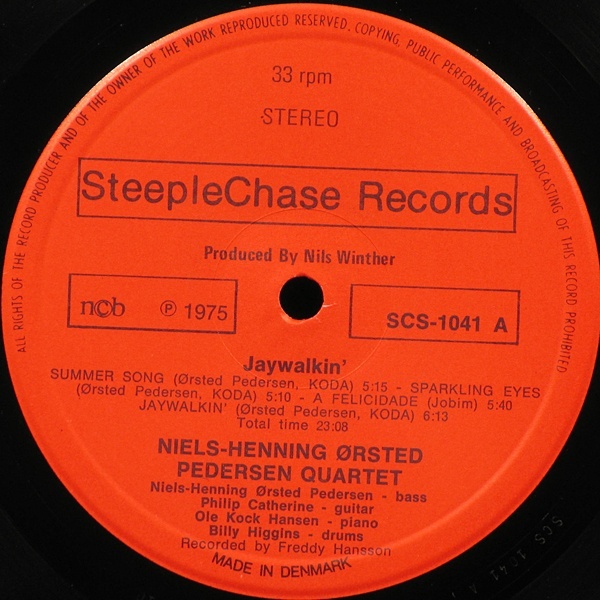 ALL RIGHTS OF THE RECORD PRODUCER AND OF THE OWNER OF THE WORK REPRODUCED RESERVED. COPYING, PUBLIC PERFORMANCE AND BROADCASTING OF THIS RECORD PROHIBITED
33 rpm
STEREO
SteepleChase Records
Produced By Nils Winther
ncb ℗ 1975
SCS-1041 A
Jaywalkin'
SUMMER SONG (Ørsted Pedersen, KODA) 5:15 - SPARKLING EYES
(Ørsted Pedersen, KODA) 5:10 - A FELICIDADE (Jobim) 5:40
JAYWALKIN' (Ørsted Pedersen, KODA) 6:13
Total time 23:08
NIELS-HENNING ØRSTED
PEDERSEN QUARTET
Niels-Henning Ørsted Pedersen - bass
Philip Catherine - guitar
Ole Kock Hansen - piano
Billy Higgins - drums
Recorded by Freddy Hansson
MADE IN DENMARK
SCS 1041 A